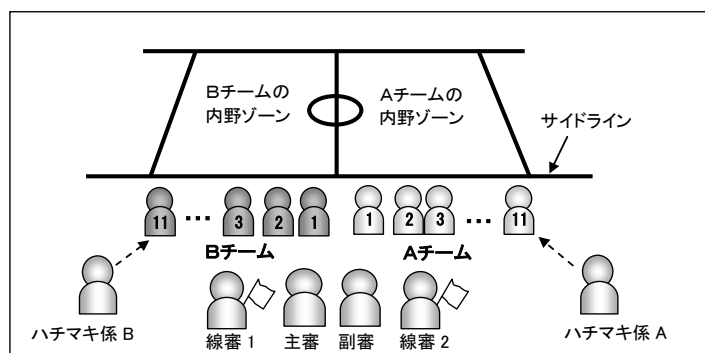 Bチームの
内野ゾーン
Aチームの
内野ゾーン
サイドライン
11 … 3 2 1
1 2 3 … 11
Bチーム
Aチーム
ハチマキ係 B
線審 1
主審
副審
線審 2
ハチマキ係 A